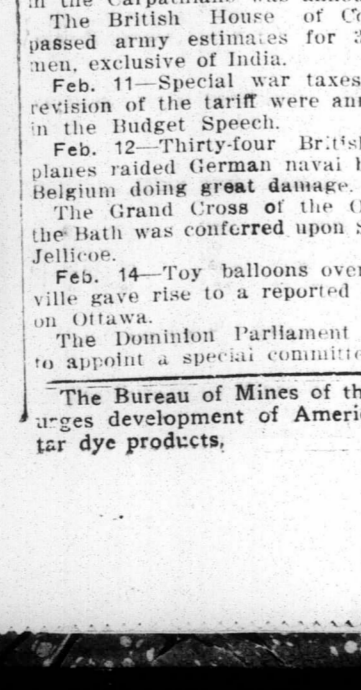 in the Carpathians was
The British House of Co
passed army estimates for 3
men, exclusive of India.
Feb. 11—Special war taxes
revision of the tariff were an
in the Budget Speech.
Feb. 12—Thirty-four British
planes raided German naval
Belgium doing great damage.
The Grand Cross of the O
the Bath was conferred upon S
Jellicoe.
Feb. 14—Toy balloons over
ville gave rise to a reported
on Ottawa.
The Dominion Parliament
to appoint a special committe
The Bureau of Mines of th
urges development of Ameri
tar dye products,